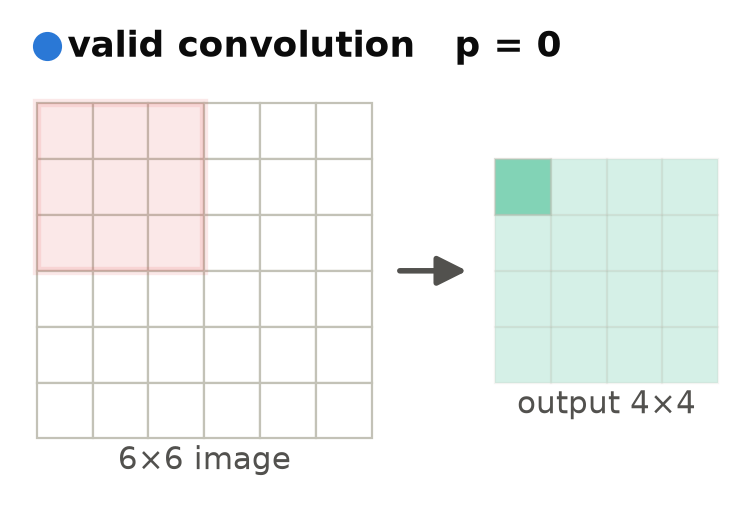 valid convolution p = 0
6×6 image
output 4×4